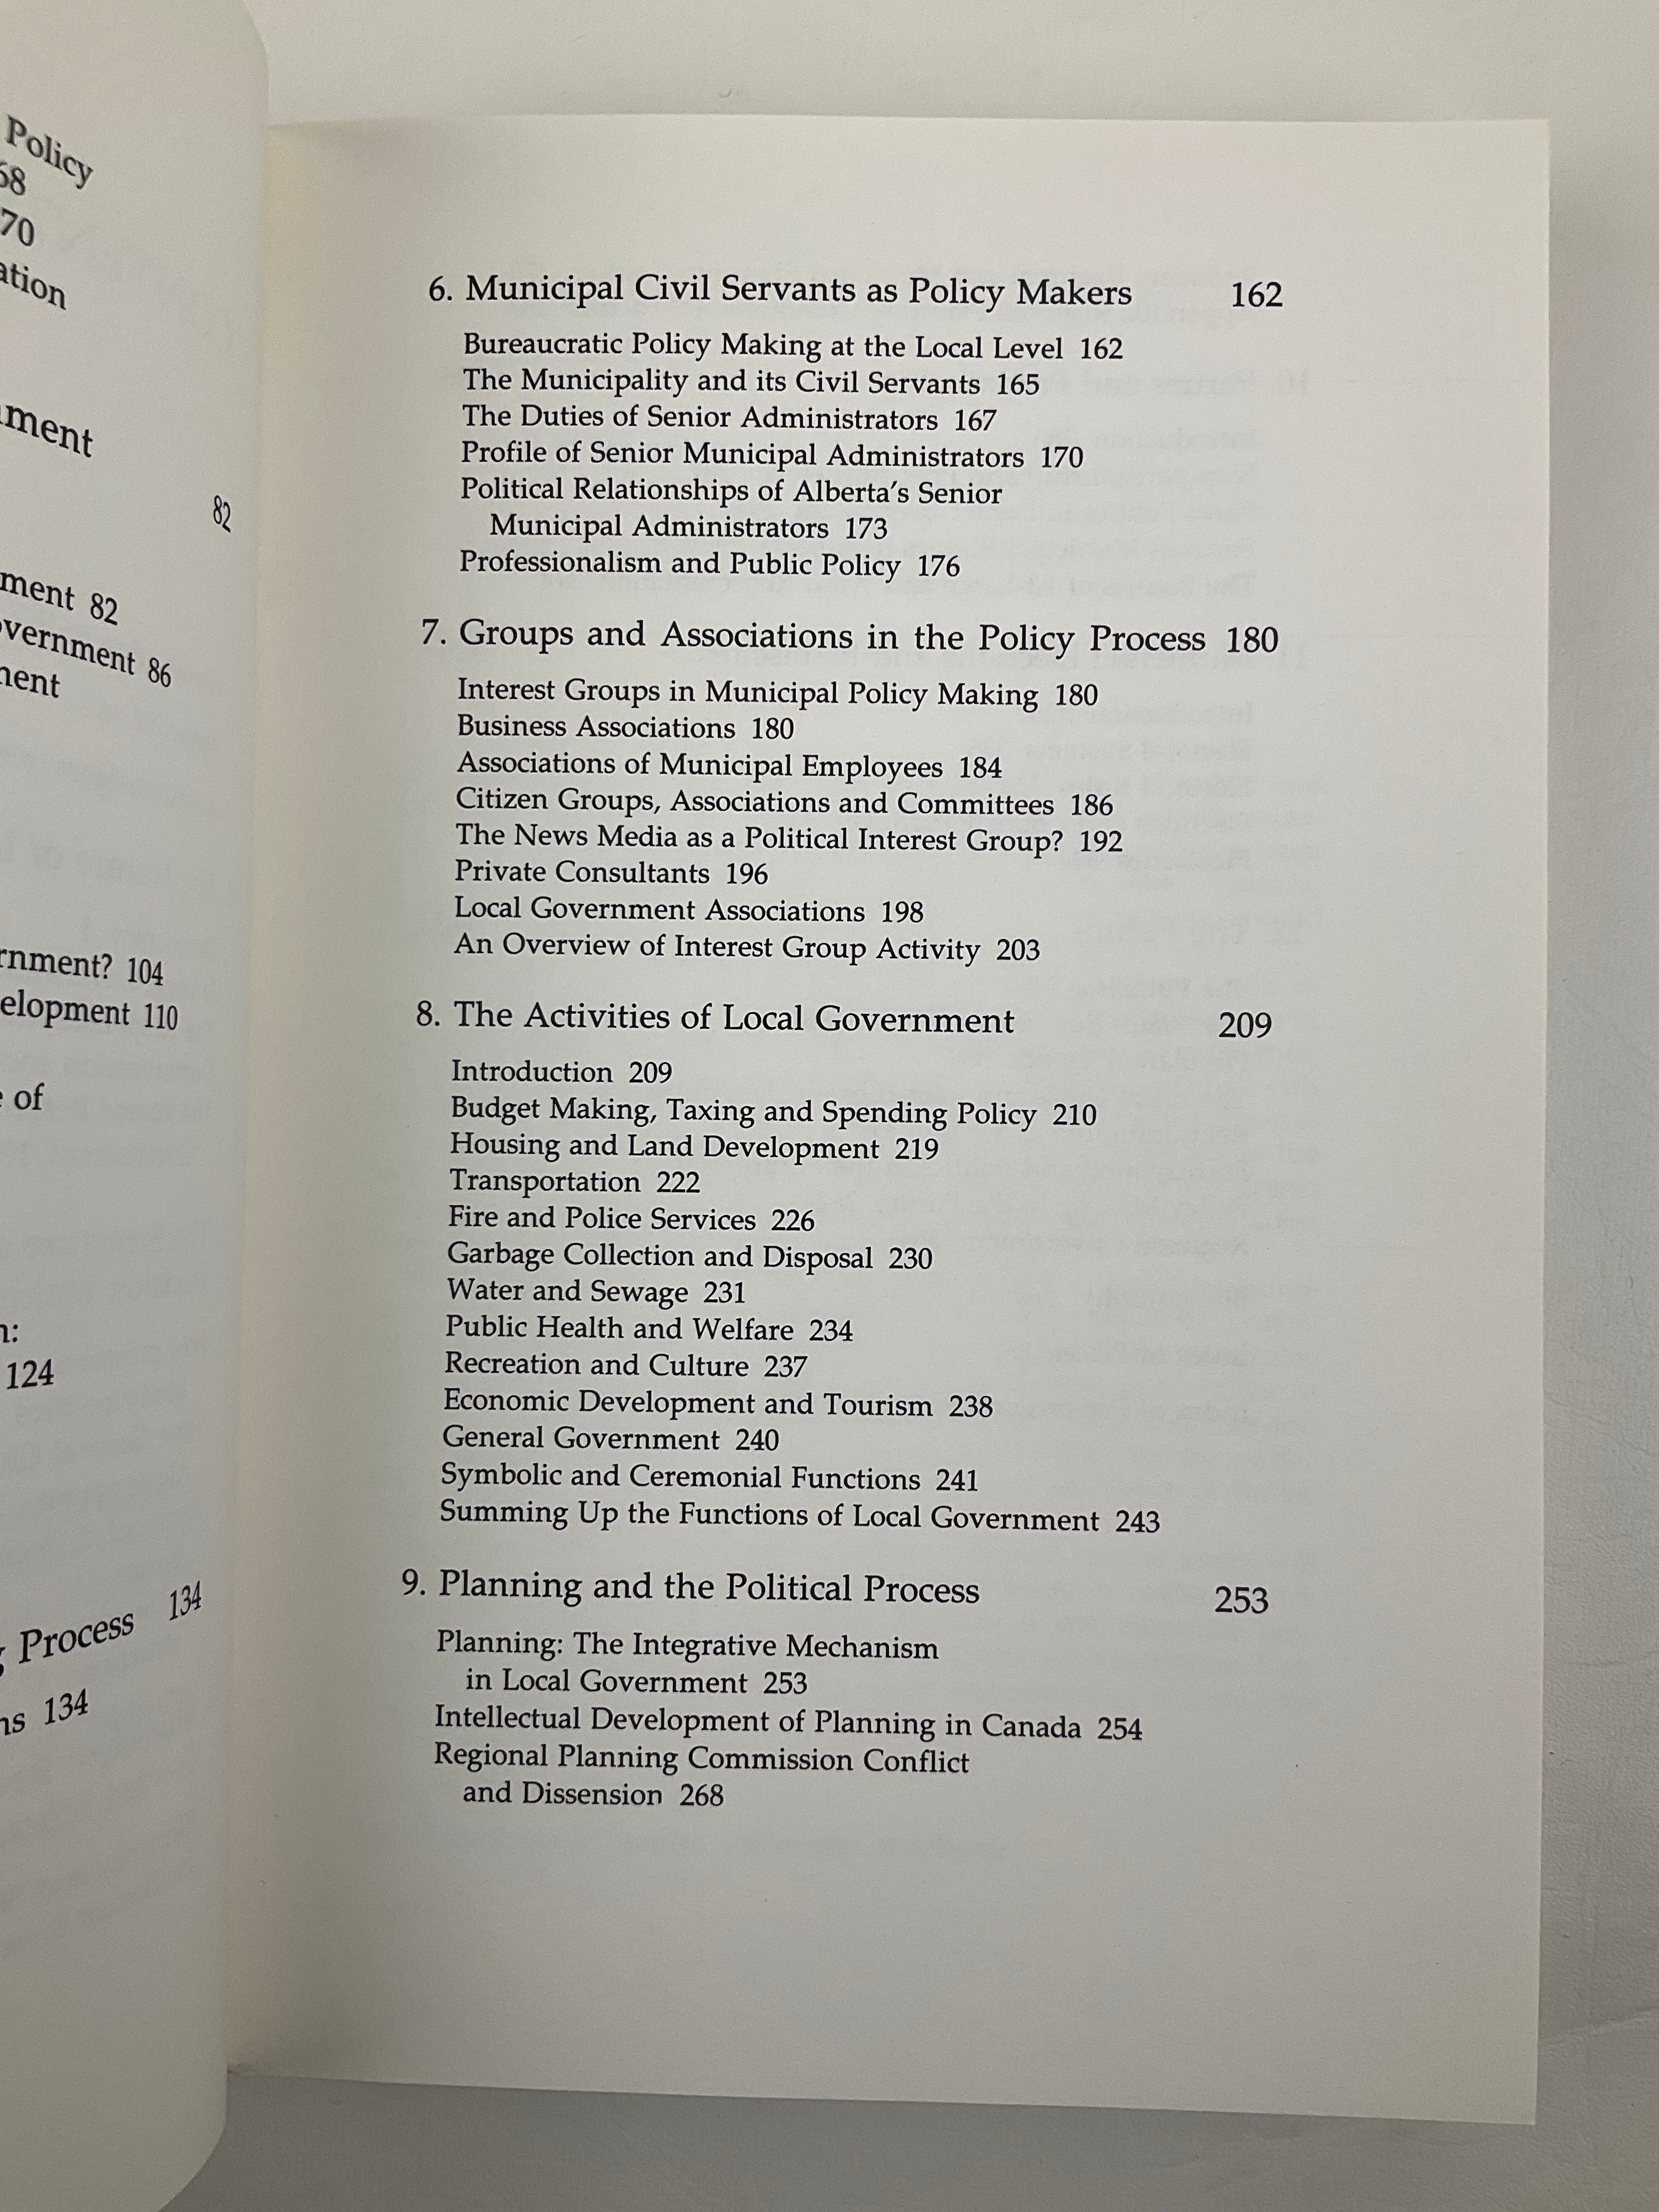 Policy
68
70
ation
ment
82
ment 82
vernment 86
ment
rnment? 104
elopment 110
of
n:
124
134
Process
ns 134
6. Municipal Civil Servants as Policy Makers 162
Bureaucratic Policy Making at the Local Level 162
The Municipality and its Civil Servants 165
The Duties of Senior Administrators 167
Profile of Senior Municipal Administrators 170
Political Relationships of Alberta's Senior
Municipal Administrators 173
Professionalism and Public Policy 176
7. Groups and Associations in the Policy Process 180
Interest Groups in Municipal Policy Making 180
Business Associations 180
Associations of Municipal Employees 184
Citizen Groups, Associations and Committees 186
The News Media as a Political Interest Group? 192
Private Consultants 196
Local Government Associations 198
An Overview of Interest Group Activity 203
8. The Activities of Local Government 209
Introduction 209
Budget Making, Taxing and Spending Policy 210
Housing and Land Development 219
Transportation 222
Fire and Police Services 226
Garbage Collection and Disposal 230
Water and Sewage 231
Public Health and Welfare 234
Recreation and Culture 237
Economic Development and Tourism 238
General Government 240
Symbolic and Ceremonial Functions 241
Summing Up the Functions of Local Government 243
9. Planning and the Political Process 253
Planning: The Integrative Mechanism
in Local Government 253
Intellectual Development of Planning in Canada 254
Regional Planning Commission Conflict
and Dissension 268